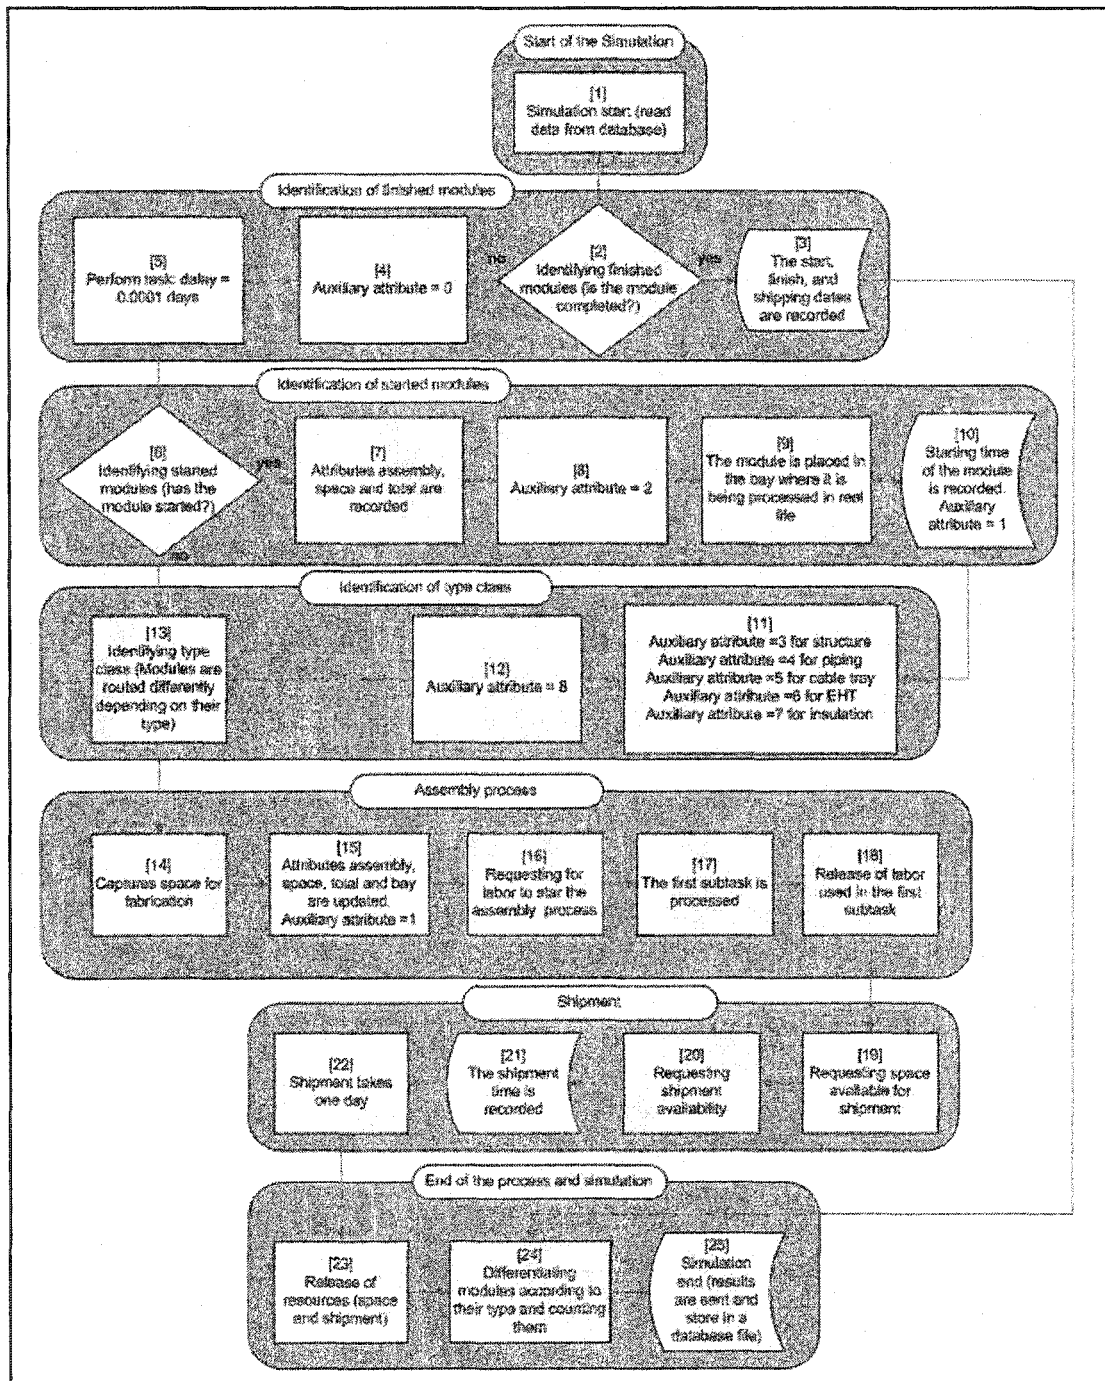 Start of the Simulation
[1]
Simulation start (read
data from database)
Identification of finished modules
[5]
Perform task: delay =
0.0001 days
[4]
Auxiliary attribute = 0
no
[2]
Identifying finished
modules (is the module
completed?)
yes
[3]
The start,
finish, and
shipping dates
are recorded
Identification of started modules
[6]
Identifying started
modules (has the
module started?)
yes
no
[7]
Attributes assembly,
space and total are
recorded
[8]
Auxiliary attribute = 2
[9]
The module is placed in
the bay where it is
being processed in real
life
[10]
Starting time
of the module
is recorded.
Auxiliary
attribute = 1
Identification of type class
[13]
Identifying type
class (Modules are
routed differently
depending on their
type)
[12]
Auxiliary attribute = 8
[11]
Auxiliary attribute =3 for structure
Auxiliary attribute =4 for piping
Auxiliary attribute =5 for cable tray
Auxiliary attribute =6 for EHT
Auxiliary attribute =7 for insulation
Assembly process
[14]
Captures space for
fabrication
[15]
Attributes assembly,
space, total and bay
are updated.
Auxiliary attribute =1
[16]
Requesting for
labor to star the
assembly process
[17]
The first subtask is
processed
[18]
Release of labor
used in the first
subtask
Shipment
[22]
Shipment takes
one day
[21]
The shipment
time is
recorded
[20]
Requesting
shipment
availability
[19]
Requesting space
available for
shipment
End of the process and simulation
[23]
Release of
resources (space
and shipment)
[24]
Differentiating
modules according to
their type and counting
them
[25]
Simulation
end (results
are sent and
store in a
database file)